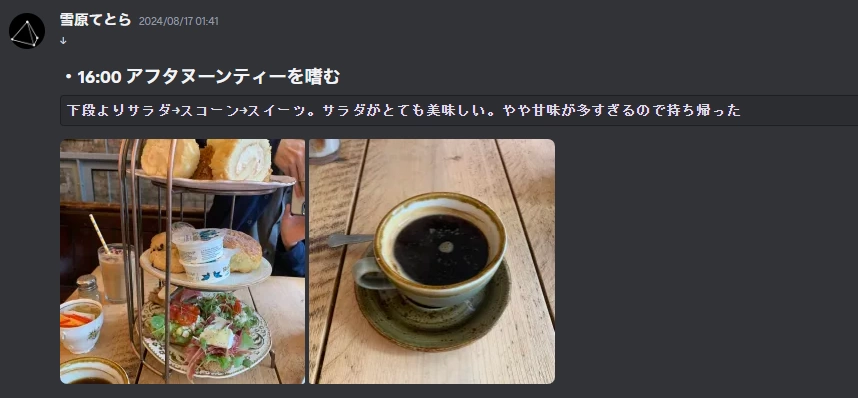 雪原てとら 2024/08/17 01:41
↓
・16:00 アフタヌーンティーを嗜む
下段よりサラダ→スコーン→スイーツ。サラダがとても美味しい。やや甘味が多すぎるので持ち帰った